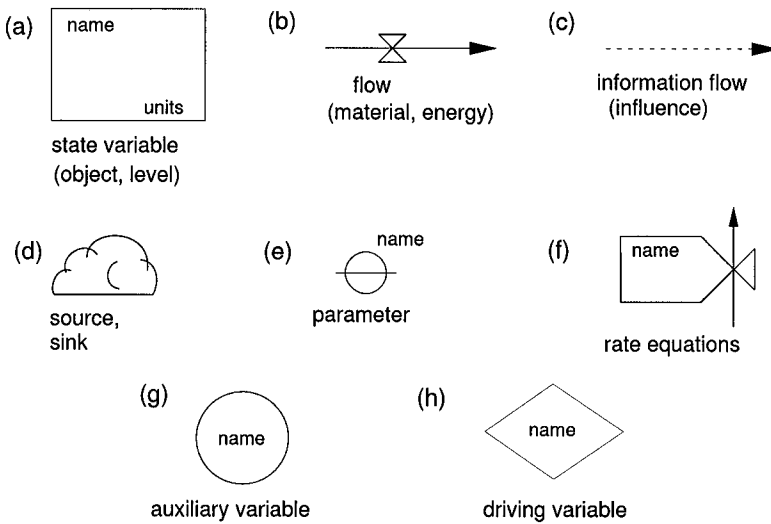 (a)
name
units
state variable
(object, level)
(b)
flow
(material, energy)
(c)
information flow
(influence)
(d)
source,
sink
(e)
name
parameter
(f)
name
rate equations
(g)
name
auxiliary variable
(h)
name
driving variable